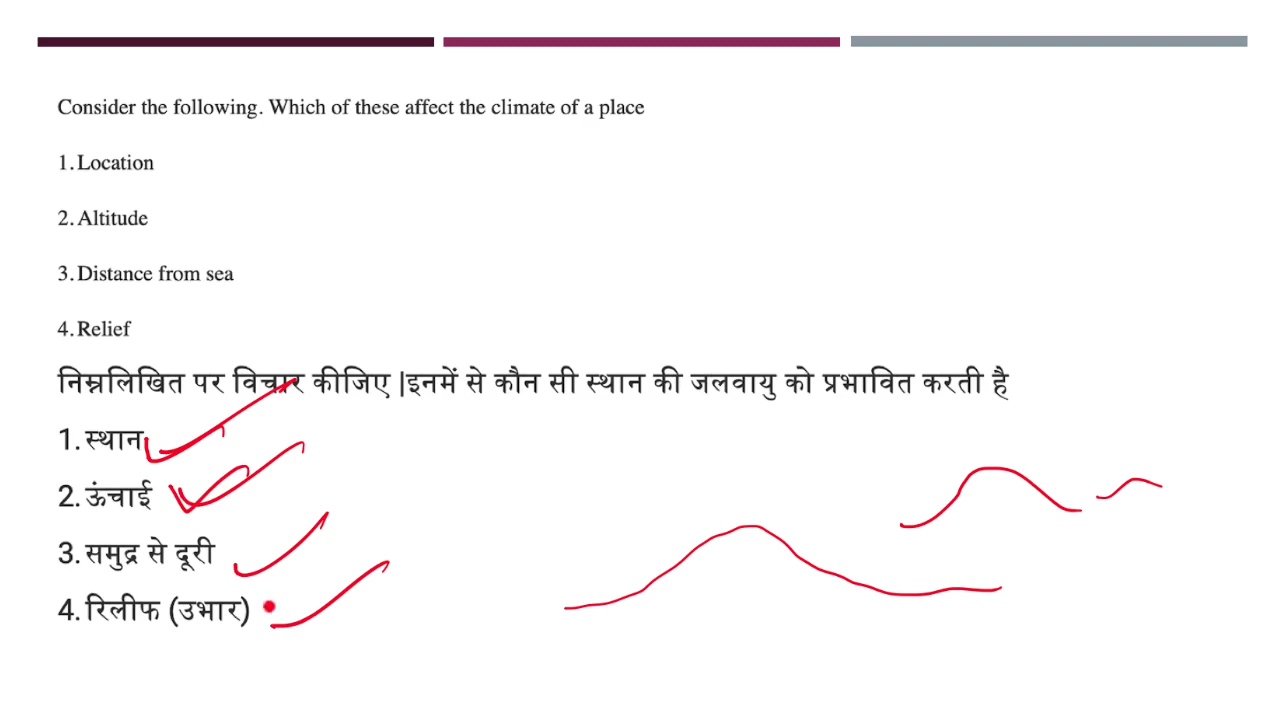 Consider the following. Which of these affect the climate of a place
1. Location
2. Altitude
3. Distance from sea
4. Relief
निम्नलिखित पर विचार कीजिए |इनमें से कौन सी स्थान की जलवायु को प्रभावित करती है
1. स्थान
2. ऊंचाई
3. समुद्र से दूरी
4. रिलीफ (उभार)